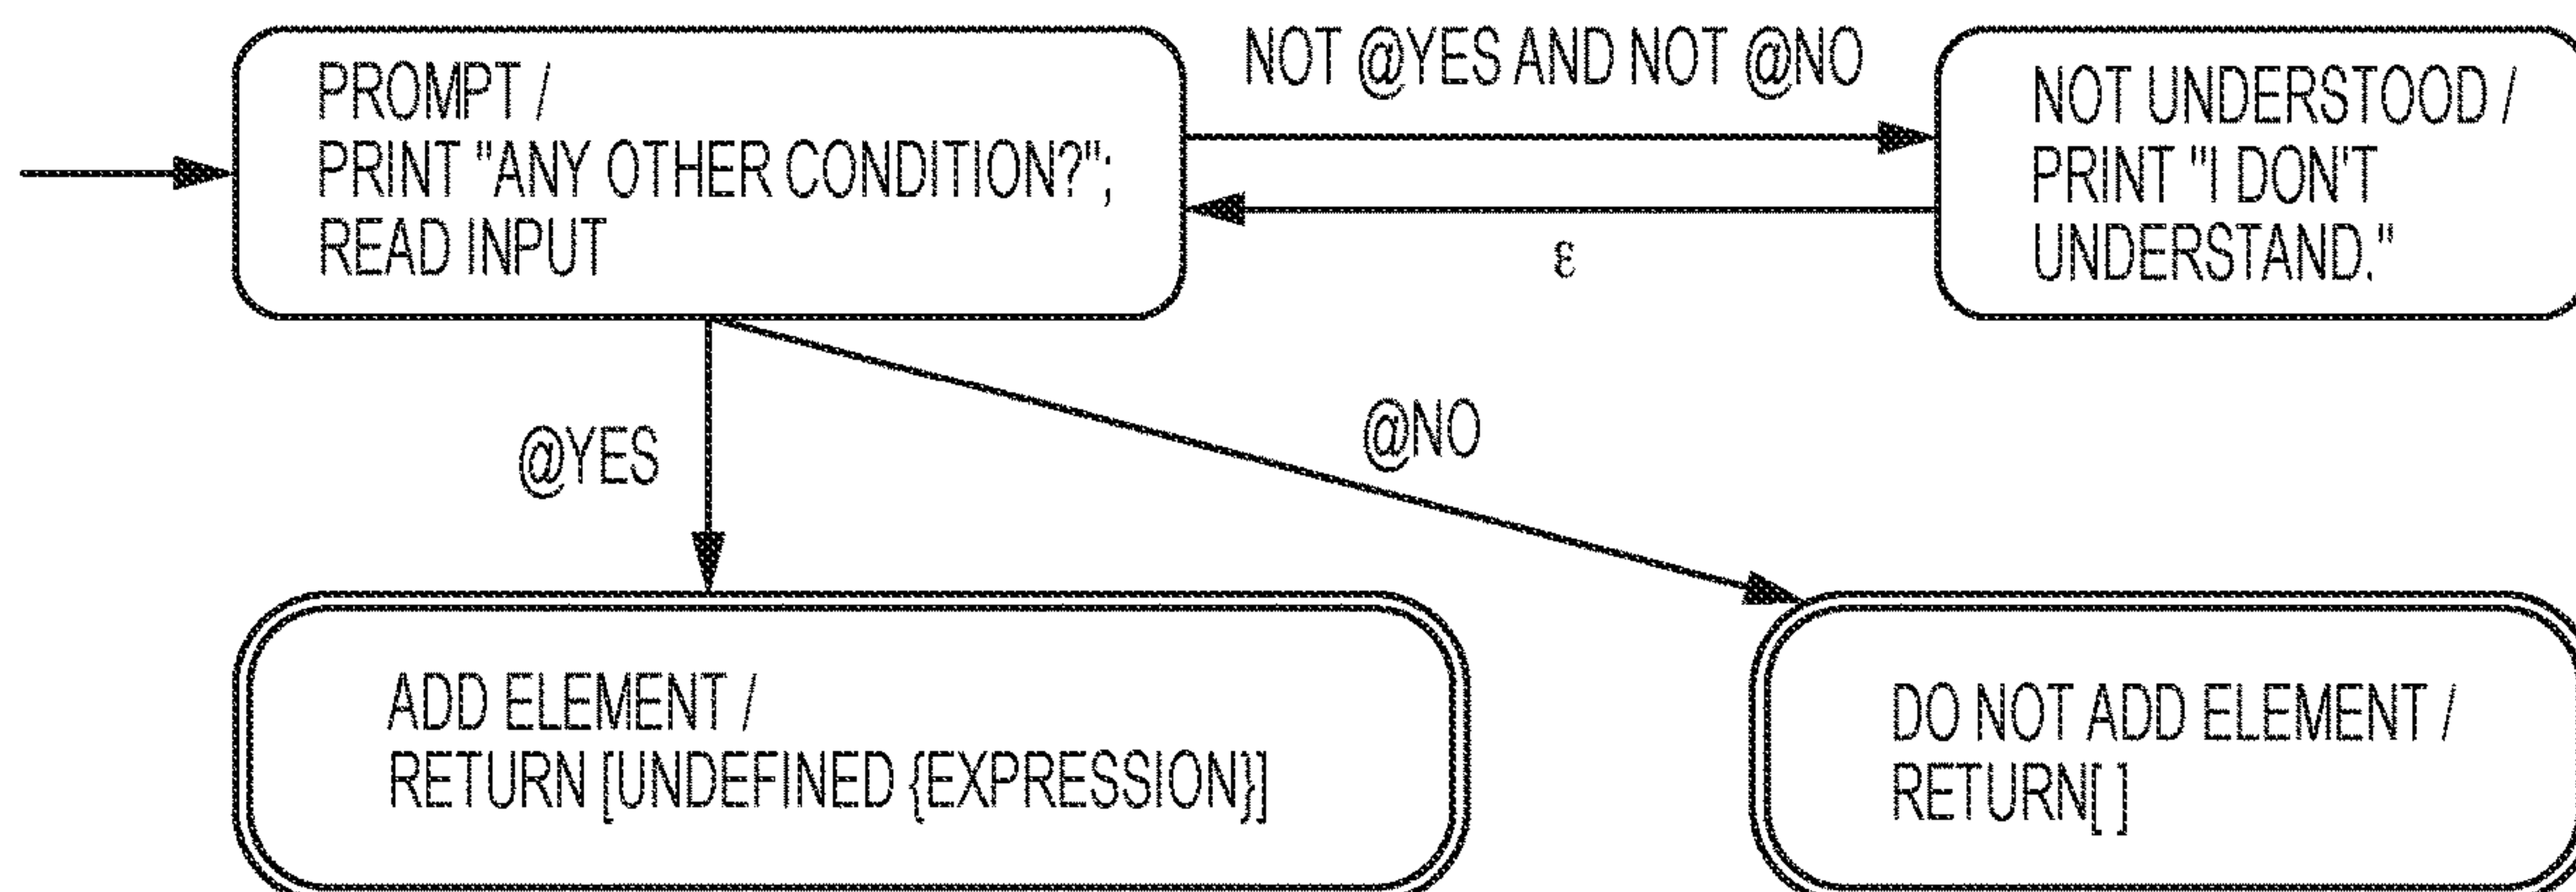 PROMPT /
PRINT "ANY OTHER CONDITION?";
READ INPUT
NOT @YES AND NOT @NO
NOT UNDERSTOOD /
PRINT "I DON'T
UNDERSTAND."
ε
@YES
@NO
ADD ELEMENT /
RETURN [UNDEFINED {EXPRESSION}]
DO NOT ADD ELEMENT /
RETURN[ ]